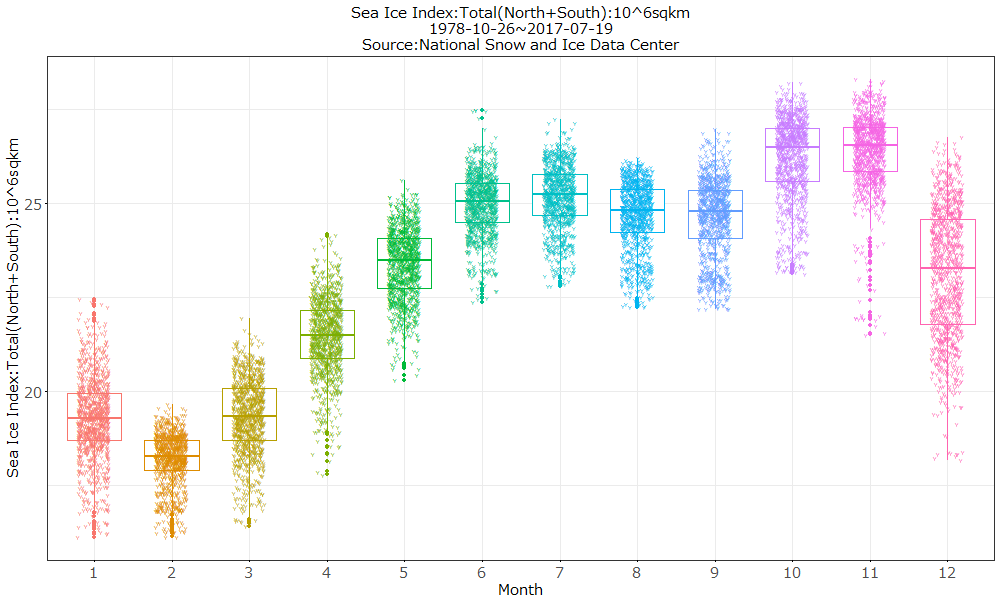 Sea Ice Index:Total(North+South):10^6sqkm
1978-10-26~2017-07-19
Source:National Snow and Ice Data Center
Sea Ice Index:Total(North+South):10^6sqkm
25
20
1 2 3 4 5 6 7 8 9 10 11 12
Month